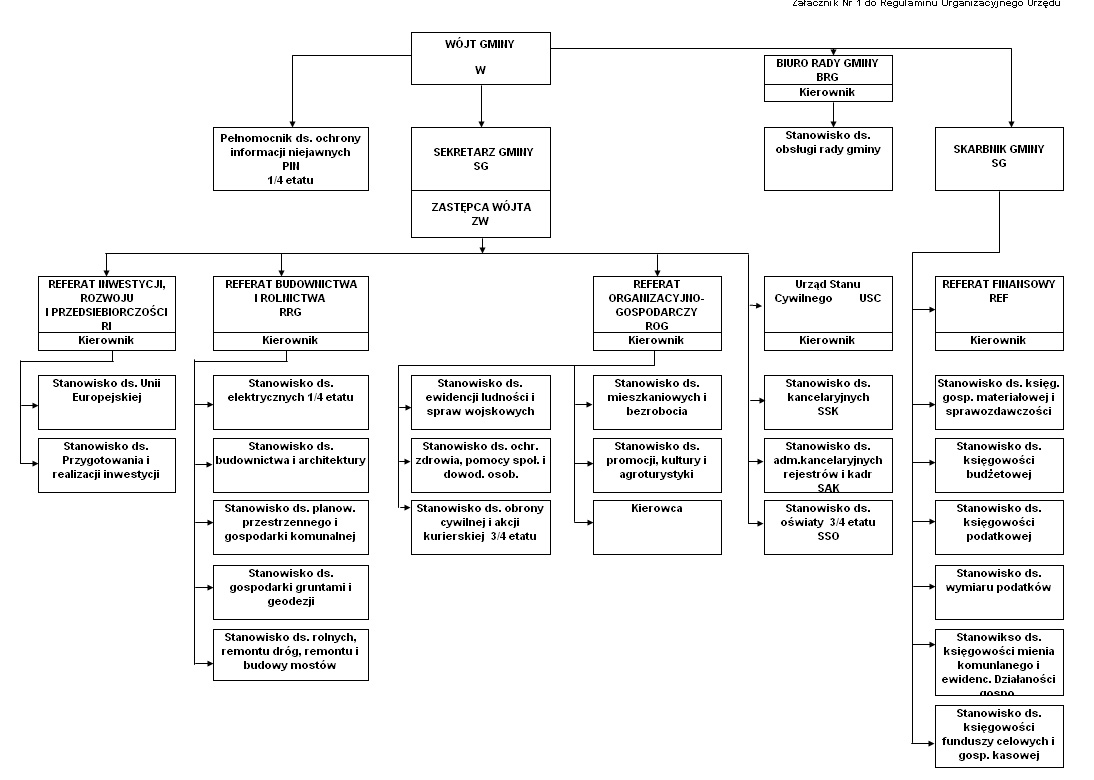 Załacznik Nr 1 do Regulaminu Organizacyjnego Urzędu
WÓJT GMINY
W
BIURO RADY GMINY
BRG
Kierownik
Pełnomocnik ds. ochrony
informacji niejawnych
PIN
1/4 etatu
SEKRETARZ GMINY
SG
ZASTĘPCA WÓJTA
ZW
Stanowisko ds.
obsługi rady gminy
SKARBNIK GMINY
SG
REFERAT INWESTYCJI,
ROZWOJU
I PRZEDSIEBIORCZOŚCI
RI
Kierownik
REFERAT BUDOWNICTWA
I ROLNICTWA
RRG
Kierownik
REFERAT
ORGANIZACYJNO-
GOSPODARCZY
ROG
Kierownik
Urząd Stanu
Cywilnego USC
Kierownik
REFERAT FINANSOWY
REF
Kierownik
Stanowisko ds. Unii
Europejskiej
Stanowisko ds.
Przygotowania i
realizacji inwestycji
Stanowisko ds.
elektrycznych 1/4 etatu
Stanowisko ds.
budownictwa i architektury
Stanowisko ds. planow.
przestrzennego i
gospodarki komunalnej
Stanowisko ds.
gospodarki gruntami i
geodezji
Stanowisko ds. rolnych,
remontu dróg, remontu i
budowy mostów
Stanowisko ds.
ewidencji ludności i
spraw wojskowych
Stanowisko ds. ochr.
zdrowia, pomocy społ. i
dowod. osob.
Stanowisko ds. obrony
cywilnej i akcji
kurierskiej 3/4 etatu
Stanowisko ds.
mieszkaniowych i
bezrobocia
Stanowisko ds.
promocji, kultury i
agroturystyki
Kierowca
Stanowisko ds.
kancelaryjnych
SSK
Stanowisko ds.
adm.kancelaryjnych
rejestrów i kadr
SAK
Stanowisko ds.
oświaty 3/4 etatu
SSO
Stanowisko ds. księg.
gosp. materiałowej i
sprawozdawczości
Stanowisko ds.
księgowości
budżetowej
Stanowisko ds.
księgowości
podatkowej
Stanowisko ds.
wymiaru podatków
Stanowikso ds.
księgowości mienia
komunlanego i
ewidenc. Działaności
gospo
Stanowisko ds.
księgowości
funduszy celowych i
gosp. kasowej